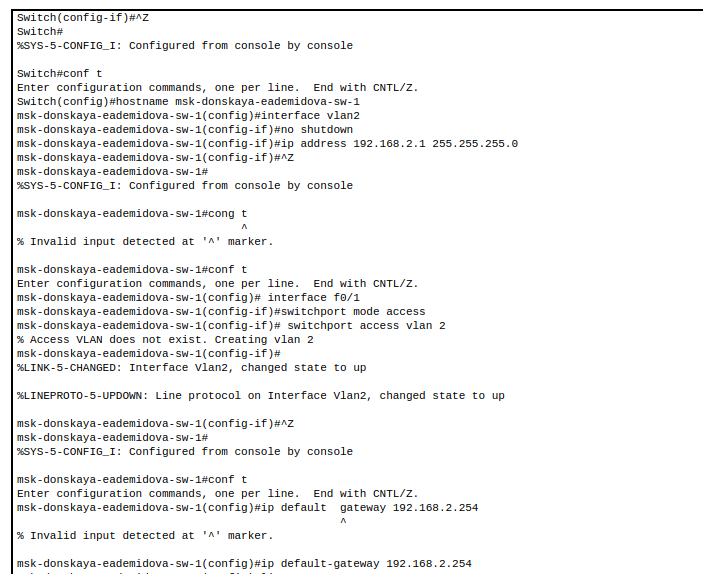 Switch(config-if)#^Z
Switch#
%SYS-5-CONFIG_I: Configured from console by console
Switch#conf t
Enter configuration commands, one per line.  End with CNTL/Z.
Switch(config)#hostname msk-donskaya-eademidova-sw-1
msk-donskaya-eademidova-sw-1(config)#interface vlan2
msk-donskaya-eademidova-sw-1(config-if)#no shutdown
msk-donskaya-eademidova-sw-1(config-if)#ip address 192.168.2.1 255.255.255.0
msk-donskaya-eademidova-sw-1(config-if)#^Z
msk-donskaya-eademidova-sw-1#
%SYS-5-CONFIG_I: Configured from console by console
msk-donskaya-eademidova-sw-1#cong t
^
% Invalid input detected at '^' marker.
msk-donskaya-eademidova-sw-1#conf t
Enter configuration commands, one per line.  End with CNTL/Z.
msk-donskaya-eademidova-sw-1(config)# interface f0/1
msk-donskaya-eademidova-sw-1(config-if)#switchport mode access
msk-donskaya-eademidova-sw-1(config-if)# switchport access vlan 2
% Access VLAN does not exist. Creating vlan 2
msk-donskaya-eademidova-sw-1(config-if)#
%LINK-5-CHANGED: Interface Vlan2, changed state to up
%LINEPROTO-5-UPDOWN: Line protocol on Interface Vlan2, changed state to up
msk-donskaya-eademidova-sw-1(config-if)#^Z
msk-donskaya-eademidova-sw-1#
%SYS-5-CONFIG_I: Configured from console by console
msk-donskaya-eademidova-sw-1#conf t
Enter configuration commands, one per line.  End with CNTL/Z.
msk-donskaya-eademidova-sw-1(config)#ip default  gateway 192.168.2.254
^
% Invalid input detected at '^' marker.
msk-donskaya-eademidova-sw-1(config)#ip default-gateway 192.168.2.254